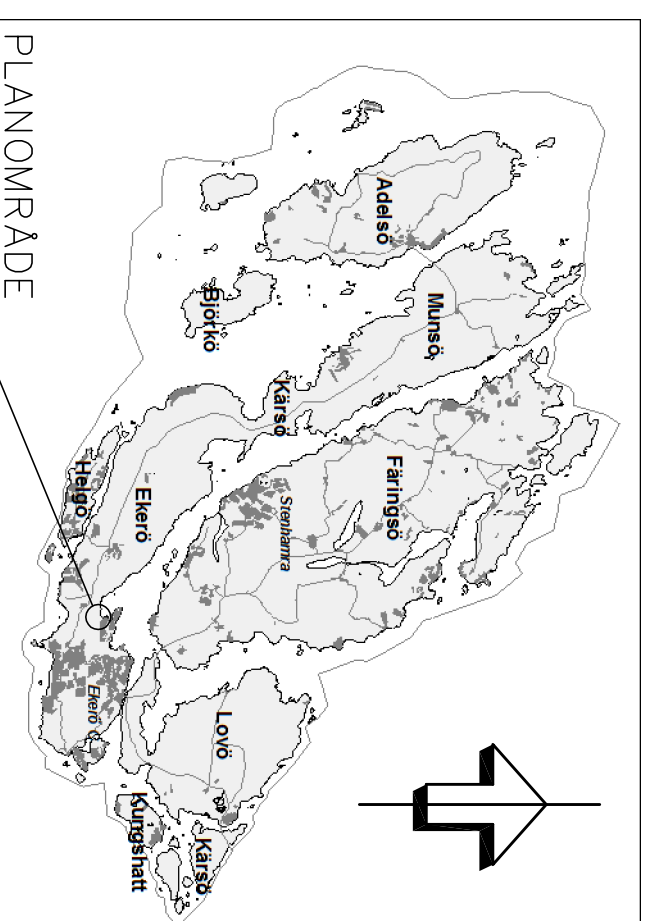 PLANOMRÅDE
Adelsö
Björkö
Munsö
Kärsö
Färingsö
Stenhamra
Helgö
Ekerö
Ekerö C
Lovö
Kungshatt
Kärsö